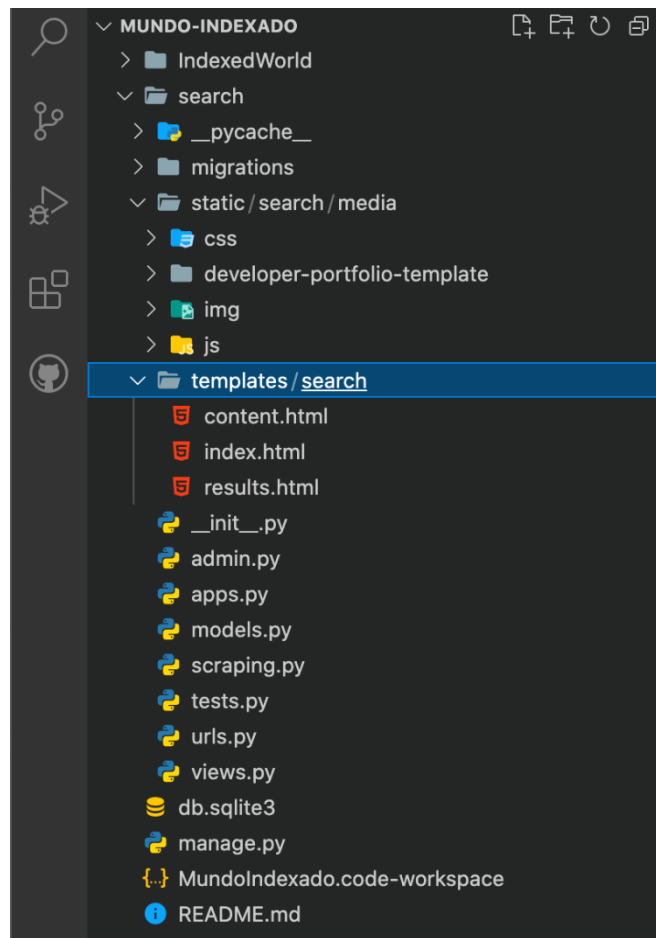 MUNDO-INDEXADO
IndexedWorld
search
__pycache__
migrations
static/search/media
css
developer-portfolio-template
img
js
templates/search
content.html
index.html
results.html
__init__.py
admin.py
apps.py
models.py
scraping.py
tests.py
urls.py
views.py
db.sqlite3
manage.py
{..} MundoIndexado.code-workspace
README.md